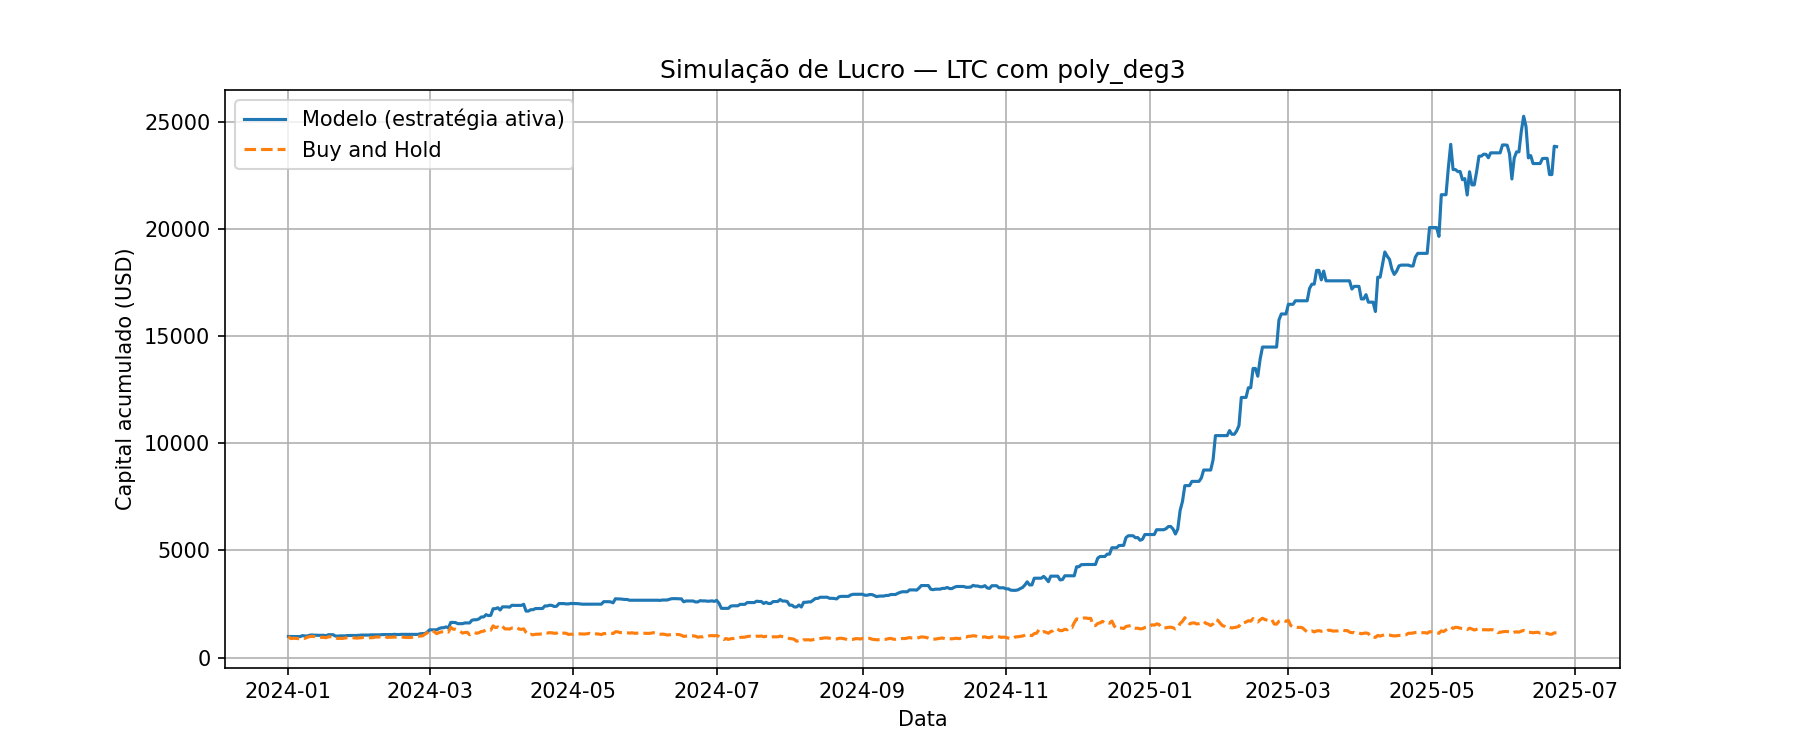 Simulação de Lucro — LTC com poly_deg3
Modelo (estratégia ativa)
Buy and Hold
Capital acumulado (USD)
25000
20000
15000
10000
5000
0
2024-01 2024-03 2024-05 2024-07 2024-09 2024-11 2025-01 2025-03 2025-05 2025-07
Data